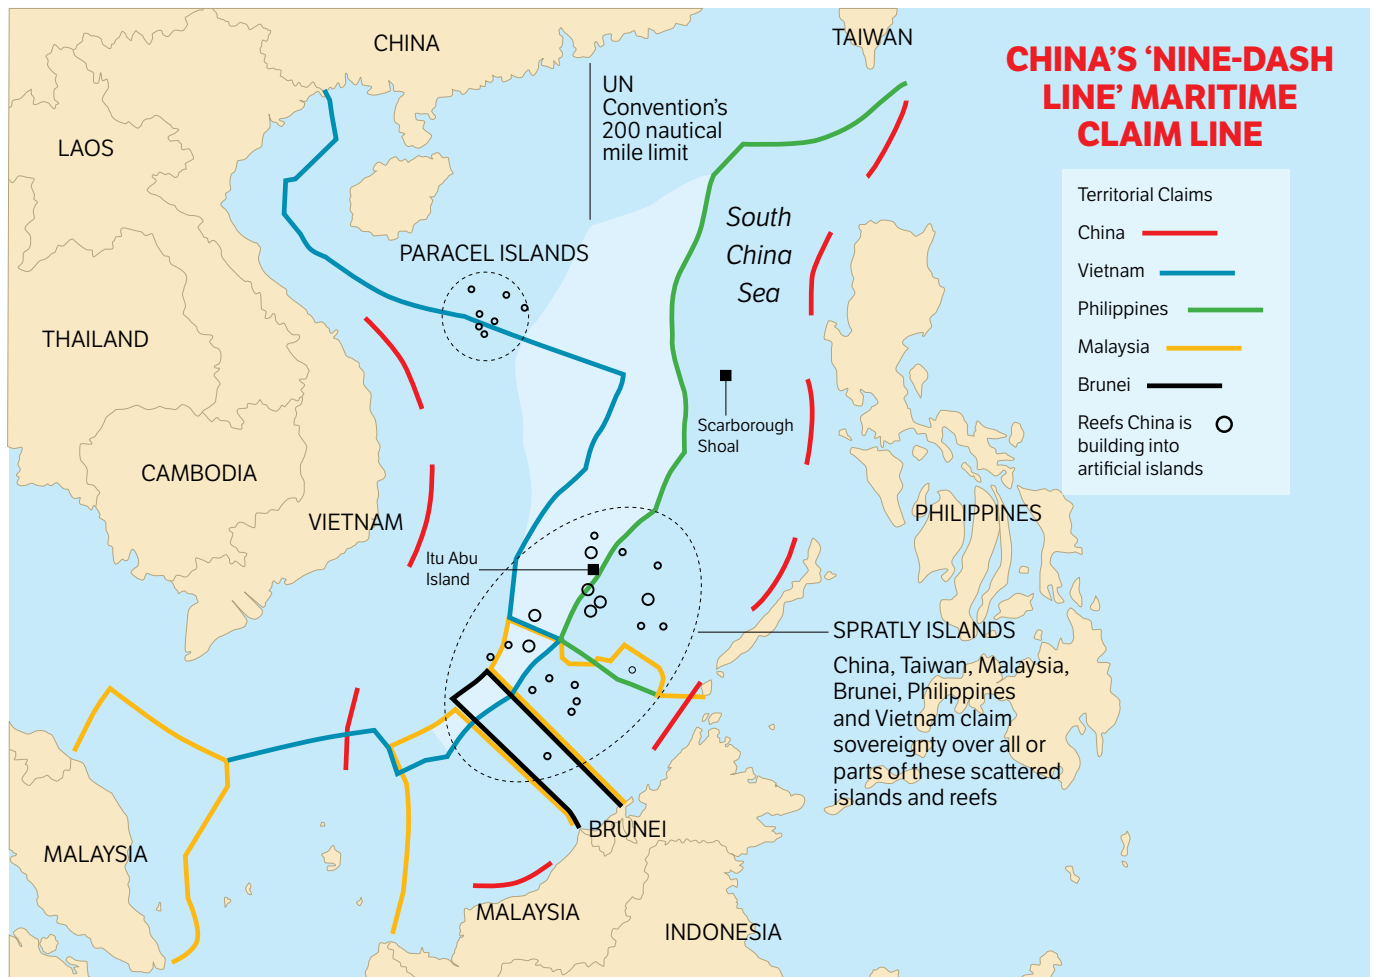 CHINA
TAIWAN
CHINA'S ‘NINE-DASH
LINE’ MARITIME
CLAIM LINE
UN
Convention's
200 nautical
mile limit
LAOS
Territorial Claims
China
Vietnam
Philippines
Malaysia
Brunei
Reefs China is
building into
artificial islands
South
China
Sea
PARACEL ISLANDS
THAILAND
Scarborough
Shoal
CAMBODIA
VIETNAM
PHILIPPINES
Itu Abu
Island
SPRATLY ISLANDS
China, Taiwan, Malaysia,
Brunei, Philippines
and Vietnam claim
sovereignty over all or
parts of these scattered
islands and reefs
BRUNEI
MALAYSIA
MALAYSIA
INDONESIA